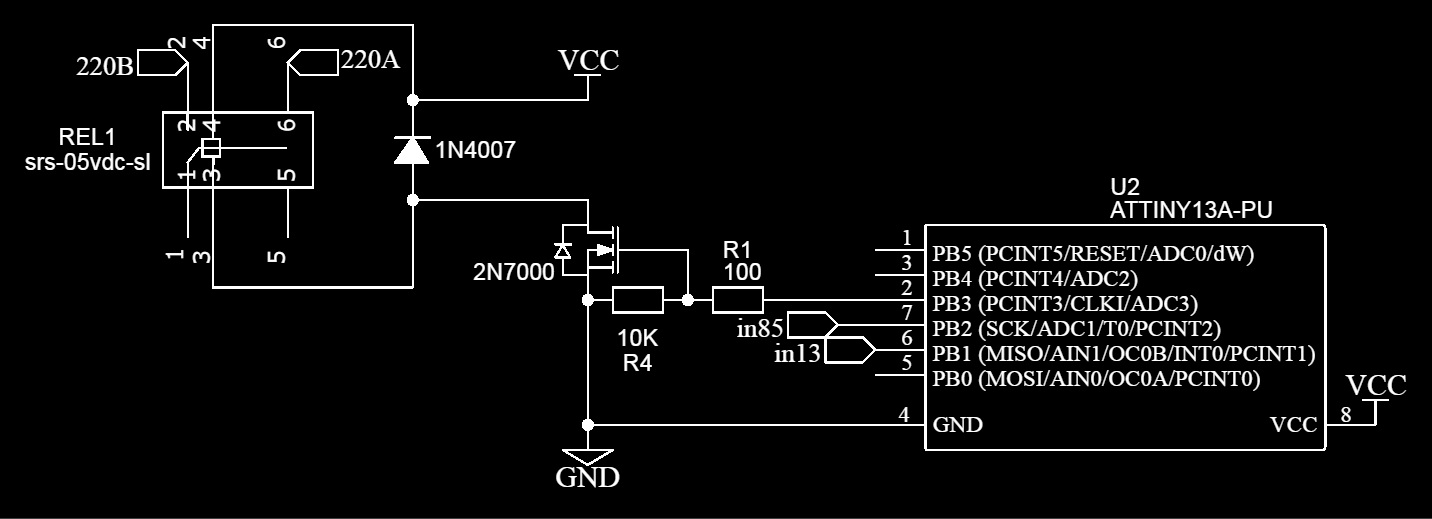 2
4
6
220B
220A
VCC
2
4
6
REL1
srs-05vdc-sl
1N4007
1
3
5
1
3
5
2N7000
R1
100
10K
R4
in85
in13
U2
ATTINY13A-PU
1
PB5 (PCINT5/RESET/ADC0/dW)
3
PB4 (PCINT4/ADC2)
2
PB3 (PCINT3/CLKI/ADC3)
7
PB2 (SCK/ADC1/T0/PCINT2)
6
PB1 (MISO/AIN1/OC0B/INT0/PCINT1)
5
PB0 (MOSI/AIN0/OC0A/PCINT0)
4
GND
VCC
8
VCC
GND